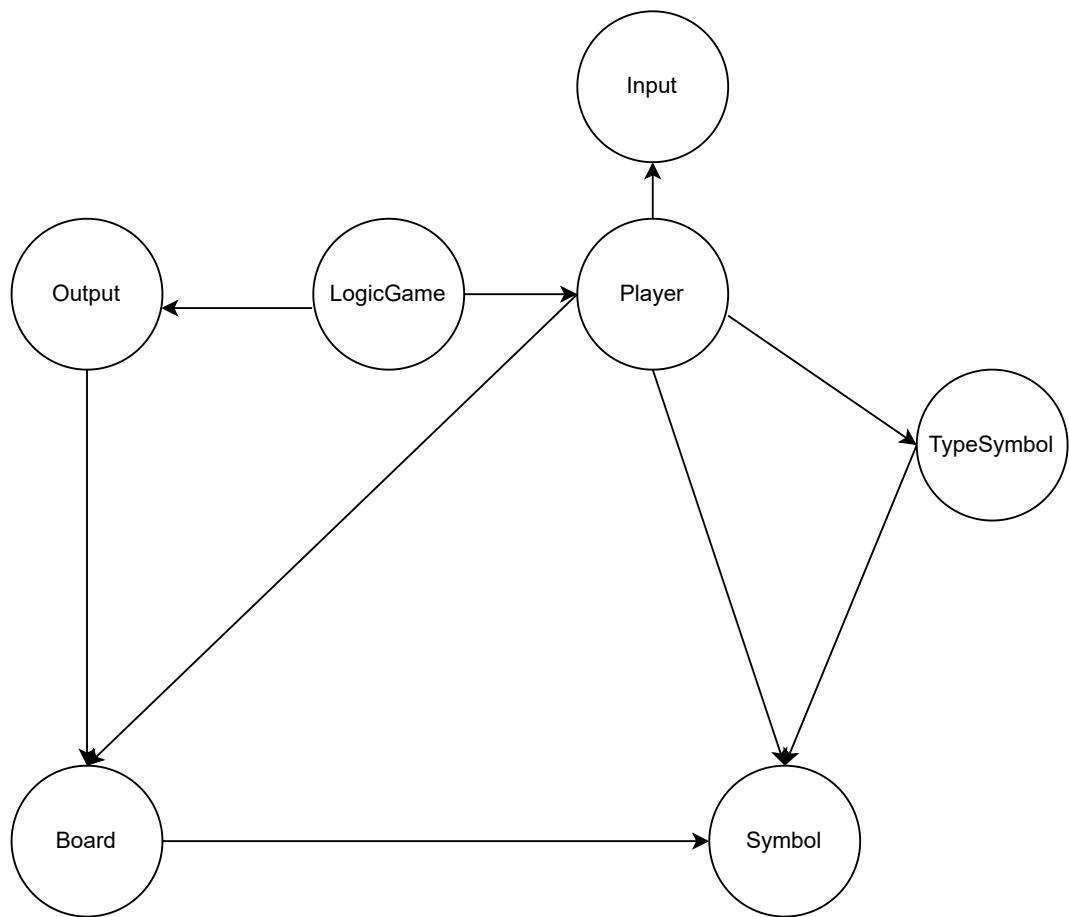 Input
Output
LogicGame
Player
TypeSymbol
Board
Symbol